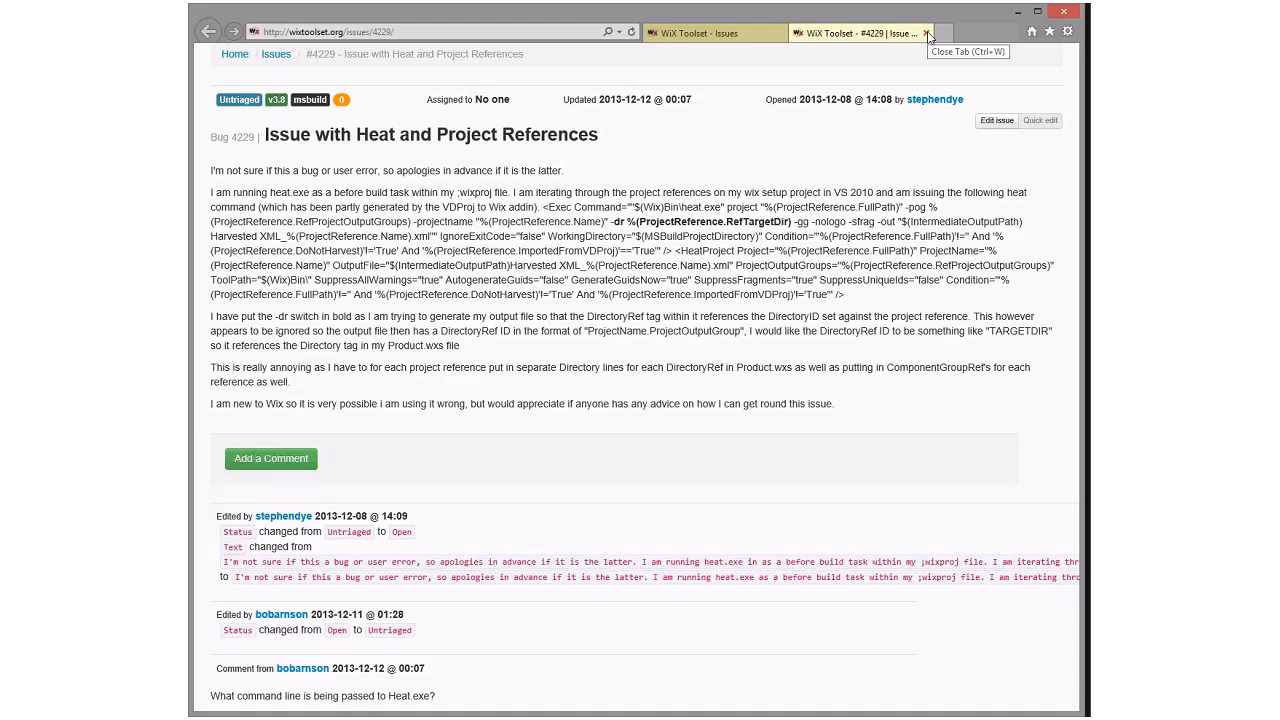 http://wixtoolset.org/issues/4229/
WiX Toolset - Issues
WiX Toolset - #4229 | Issue ...
Close Tab (Ctrl+W)
Home Issues #4229 - Issue with Heat and Project References
Untriaged v3.8 msbuild 0 Assigned to No one Updated 2013-12-12 @ 00:07 Opened 2013-12-08 @ 14:08 by stephendye
Edit issue Quick edit
Bug 4229 | Issue with Heat and Project References
I'm not sure if this a bug or user error, so apologies in advance if it is the latter.
I am running heat.exe as a before build task within my ;wixproj file. I am iterating through the project references on my wix setup project in VS 2010 and am issuing the following heat
command (which has been partly generated by the VDProj to Wix addin). <Exec Command=""$(Wix)Bin\heat.exe" project "%(ProjectReference.FullPath)" -pog %
(ProjectReference.RefProjectOutputGroups) -projectname "%(ProjectReference.Name)" -dr %(ProjectReference.RefTargetDir) -gg -nologo -sfrag -out "$(IntermediateOutputPath)
Harvested XML_%(ProjectReference.Name).xml"" IgnoreExitCode="false" WorkingDirectory="$(MSBuildProjectDirectory)" Condition="'%(ProjectReference.FullPath)'!='' And '%
(ProjectReference.DoNotHarvest)'!='True' And '%(ProjectReference.ImportedFromVDProj)'=='True'" /> <HeatProject Project="%(ProjectReference.FullPath)" ProjectName="%
(ProjectReference.Name)" OutputFile="$(IntermediateOutputPath)Harvested XML_%(ProjectReference.Name).xml" ProjectOutputGroups="%(ProjectReference.RefProjectOutputGroups)"
ToolPath="$(Wix)Bin\" SuppressAllWarnings="true" AutogenerateGuids="false" GenerateGuidsNow="true" SuppressFragments="true" SuppressUniqueIds="false" Condition="'%
(ProjectReference.FullPath)'!='' And '%(ProjectReference.DoNotHarvest)'!='True' And '%(ProjectReference.ImportedFromVDProj)'!='True'" />
I have put the -dr switch in bold as I am trying to generate my output file so that the DirectoryRef tag within it references the DirectoryID set against the project reference. This however
appears to be ignored so the output file then has a DirectoryRef ID in the format of "ProjectName.ProjectOutputGroup", I would like the DirectoryRef ID to be something like "TARGETDIR"
so it references the Directory tag in my Product.wxs file
This is really annoying as I have to for each project reference put in separate Directory lines for each DirectoryRef in Product.wxs as well as putting in ComponentGroupRef's for each
reference as well.
I am new to Wix so it is very possible i am using it wrong, but would appreciate if anyone has any advice on how I can get round this issue.
Add a Comment
Edited by stephendye 2013-12-08 @ 14:09
Status changed from Untriaged to Open
Text changed from
I'm not sure if this a bug or user error, so apologies in advance if it is the latter. I am running heat.exe in as a before build task within my ;wixproj file. I am iterating thr
to I'm not sure if this a bug or user error, so apologies in advance if it is the latter. I am running heat.exe as a before build task within my ;wixproj file. I am iterating thro
Edited by bobarnson 2013-12-11 @ 01:28
Status changed from Open to Untriaged
Comment from bobarnson 2013-12-12 @ 00:07
What command line is being passed to Heat.exe?